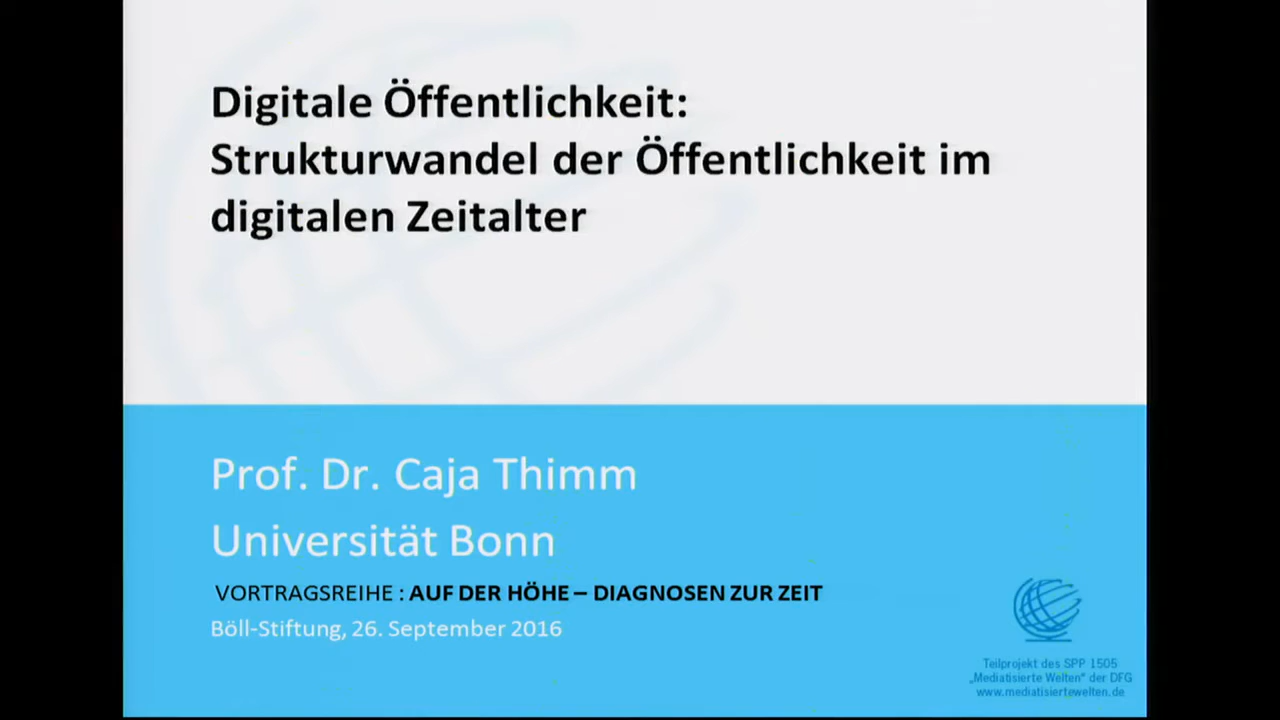 Digitale Öffentlichkeit:
Strukturwandel der Öffentlichkeit im
digitalen Zeitalter
Prof. Dr. Caja Thimm
Universität Bonn
VORTRAGSREIHE : AUF DER HÖHE – DIAGNOSEN ZUR ZEIT
Böll-Stiftung, 26. September 2016
Teilprojekt des SPP 1505
„Mediatisierte Welten“ der DFG
www.mediatisiertewelten.de